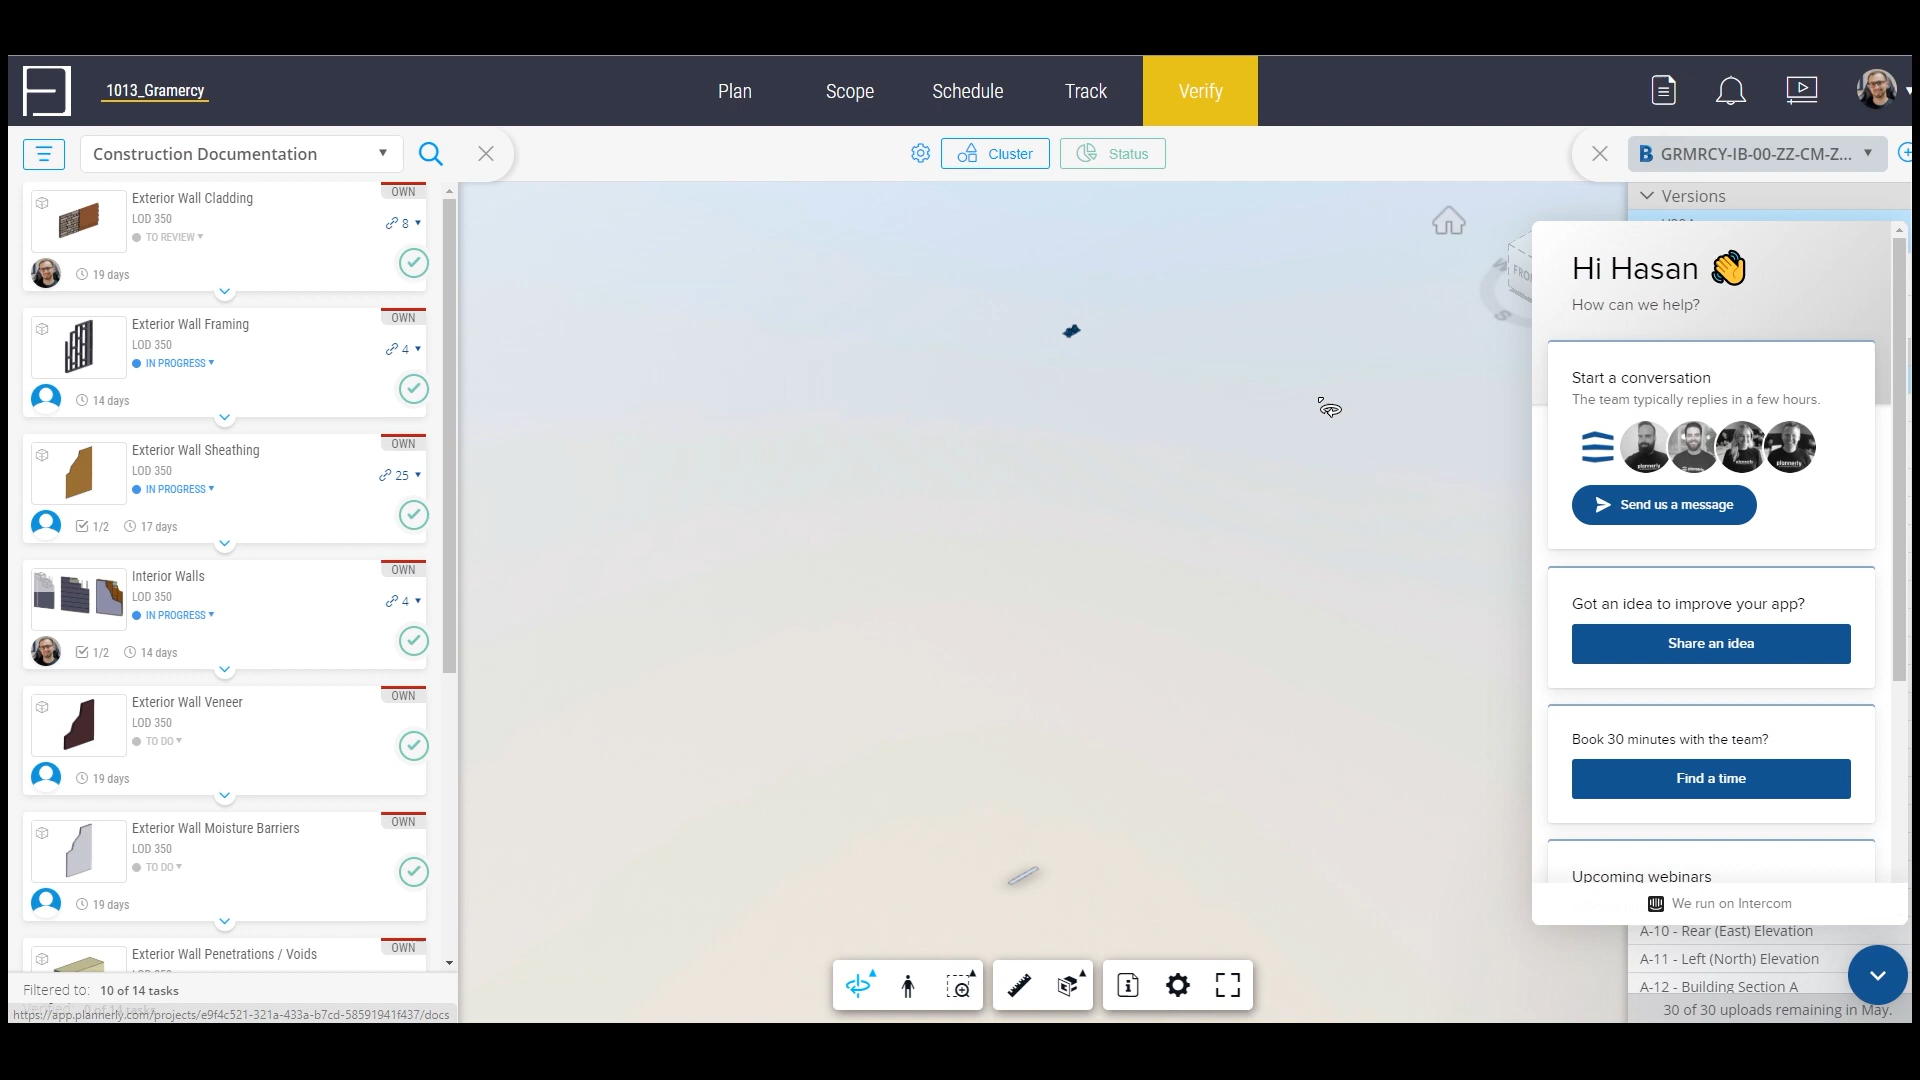 1013_Gramercy
Plan
Scope
Schedule
Track
Verify
Construction Documentation
Cluster
Status
GRMRCY-IB-00-ZZ-CM-Z...
Versions
Exterior Wall Cladding
OWN
LOD 350
8
TO REVIEW
19 days
Exterior Wall Framing
OWN
LOD 350
4
IN PROGRESS
14 days
Exterior Wall Sheathing
OWN
LOD 350
25
IN PROGRESS
1/2
17 days
Interior Walls
OWN
LOD 350
4
IN PROGRESS
1/2
14 days
Exterior Wall Veneer
OWN
LOD 350
TO DO
19 days
Exterior Wall Moisture Barriers
OWN
LOD 350
TO DO
19 days
Exterior Wall Penetrations / Voids
OWN
Filtered to: 10 of 14 tasks
https://app.plannerly.com/projects/e9f4c521-321a-433a-b7cd-58591941f437/docs
FRO
S
Hi Hasan 👋
How can we help?
Start a conversation
The team typically replies in a few hours.
plannerly
Send us a message
Got an idea to improve your app?
Share an idea
Book 30 minutes with the team?
Find a time
Upcoming webinars
We run on Intercom
A-10 - Rear (East) Elevation
A-11 - Left (North) Elevation
A-12 - Building Section A
30 of 30 uploads remaining in May.